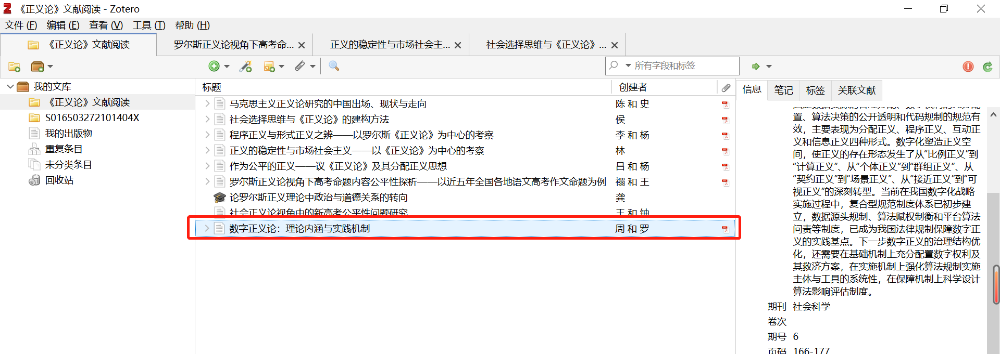 《正义论》文献阅读 - Zotero
文件 (F) 编辑 (E) 查看 (V) 工具 (T) 帮助 (H)
《正义论》文献阅读
罗尔斯正义论视角下高考命...
正义的稳定性与市场社会主...
社会选择思维与《正义论》...
所有字段和标签
我的文库
《正义论》文献阅读
S016503272101404X
我的出版物
重复条目
未分类条目
回收站
标题 创建者
马克思主义正义论研究的中国出场、现状与走向 陈 和 史
社会选择思维与《正义论》的建构方法 侯
程序正义与形式正义之辨——以罗尔斯《正义论》为中心的考察 李 和 杨
正义的稳定性与市场社会主义——以《正义论》为中心的考察 林
作为公平的正义——议《正义论》及其分配正义思想 吕 和 杨
罗尔斯正义论视角下高考命题内容公平性探析——以近五年全国各地语文高考作文命题为例 禤 和 王
论罗尔斯正义理论中政治与道德关系的转向 龚
社会正义论视角中的新高考公平性问题研究 王 和 钟
数字正义论：理论内涵与实践机制 周 和 罗
信息 笔记 标签 关联文献
置、算法决策的公开透明和代码规制的规范有
效，主要表现为分配正义、程序正义、互动正
义和信息正义四种形式。数字化塑造正义空
间，使正义的存在形态发生了从“比例正义”到
“计算正义”、从“个体正义”到“群组正义”、从
“契约正义”到“场景正义”、从“接近正义”到“可
视正义”的深刻转型。当前在我国数字化战略
实施过程中，复合型规范制度体系已初步建
立，数据源头规制、算法赋权制衡和平台算法
问责等制度，已成为我国法律规制保障数字正
义的实践基点。下一步数字正义的治理结构优
化，还需要在基础机制上充分配置数字权利及
其救济方案，在实施机制上强化算法规制实施
主体与工具的系统性，在保障机制上科学设计
算法影响评估制度。
期刊 社会科学
卷次
期号 6
页码 166-177